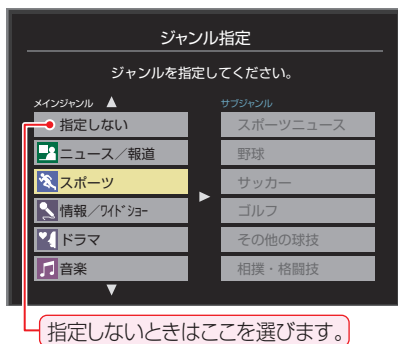 ジャンル指定
ジャンルを指定してください。
メインジャンル ▲
サブジャンル
指定しない
スポーツニュース
ニュース／報道
野球
スポーツ
サッカー
▶
情報／ワイドショー
ゴルフ
ドラマ
その他の球技
音楽
相撲・格闘技
▼
指定しないときはここを選びます。